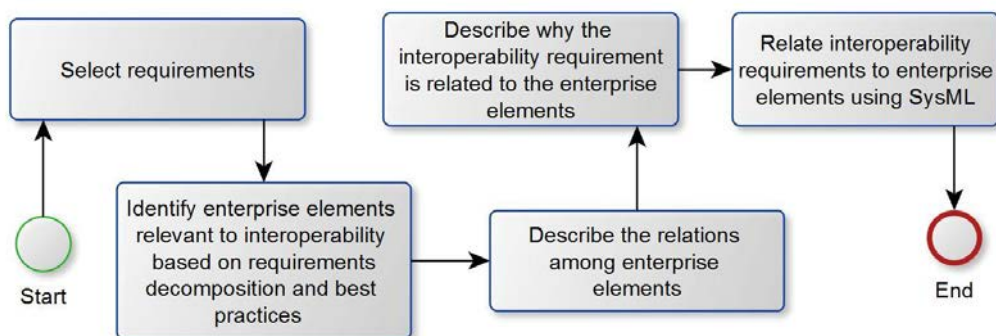 Start
Select requirements
Identify enterprise elements
relevant to interoperability
based on requirements
decomposition and best
practices
Describe the relations
among enterprise
elements
Describe why the
interoperability requirement
is related to the enterprise
elements
Relate interoperability
requirements to enterprise
elements using SysML
End